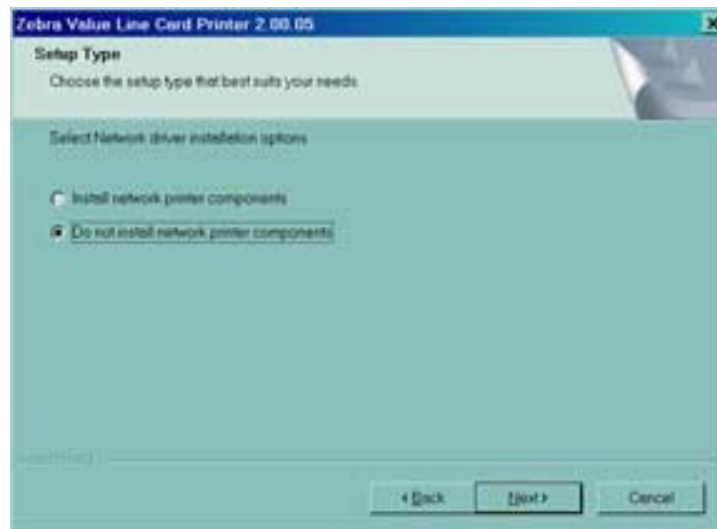 Zebra Value Line Card Printer 2.00.05
Setup Type
Choose the setup type that best suits your needs
Select Network driver installation options
Install network printer components
Do not install network printer components
< Back
Next >
Cancel